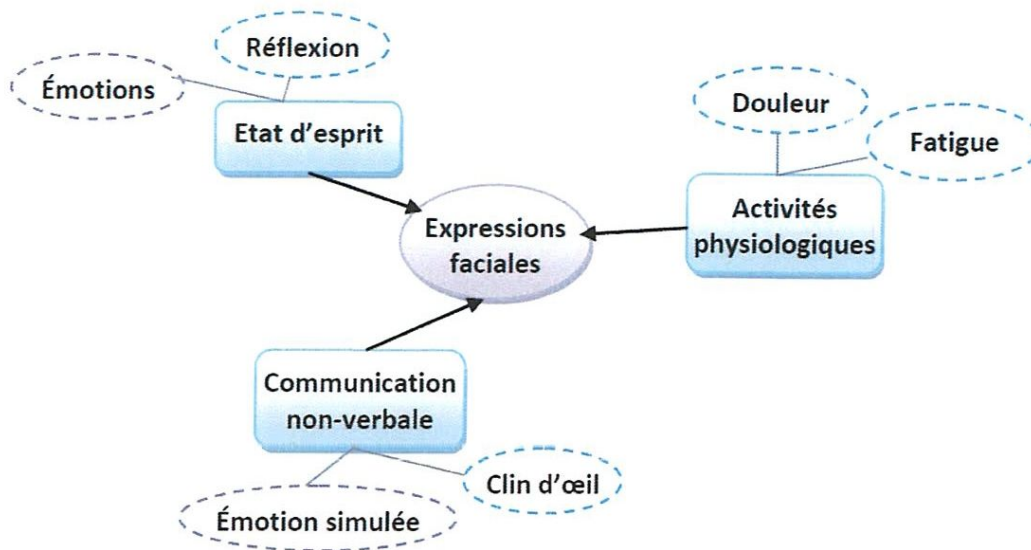 Réflexion
Émotions
Etat d'esprit
Douleur
Fatigue
Activités
physiologiques
Expressions
faciales
Communication
non-verbale
Clin d'œil
Émotion simulée